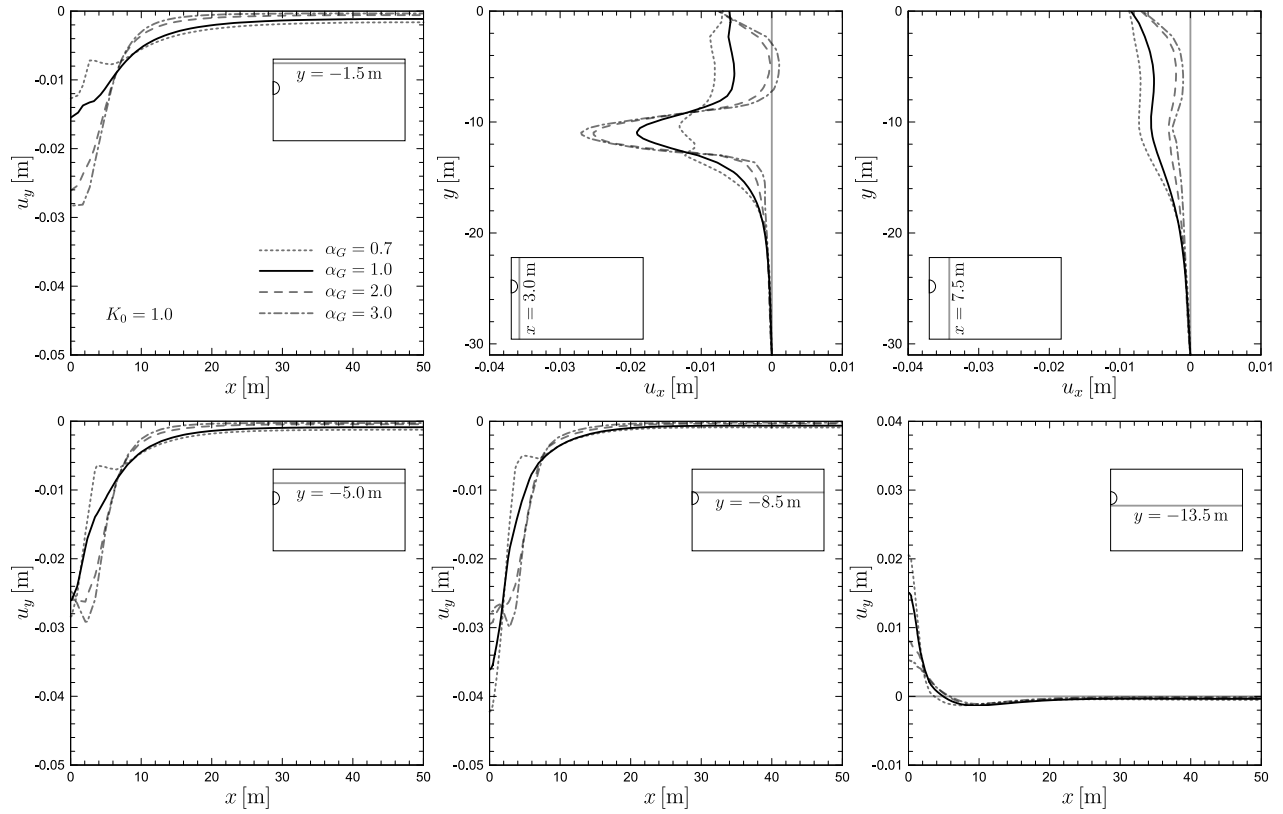 0
-0.01
-0.02
-0.03
-0.04
-0.05
u_y [m]
0 10 20 30 40 50
x [m]
y = −1.5 m
α_G = 0.7
α_G = 1.0
α_G = 2.0
α_G = 3.0
K_0 = 1.0
0
-10
-20
-30
y [m]
-0.04 -0.03 -0.02 -0.01 0 0.01
u_x [m]
x = 3.0 m
0
-10
-20
-30
y [m]
-0.04 -0.03 -0.02 -0.01 0 0.01
u_x [m]
x = 7.5 m
0
-0.01
-0.02
-0.03
-0.04
-0.05
u_y [m]
0 10 20 30 40 50
x [m]
y = −5.0 m
0
-0.01
-0.02
-0.03
-0.04
-0.05
u_y [m]
0 10 20 30 40 50
x [m]
y = −8.5 m
0.04
0.03
0.02
0.01
0
-0.01
u_y [m]
0 10 20 30 40 50
x [m]
y = −13.5 m